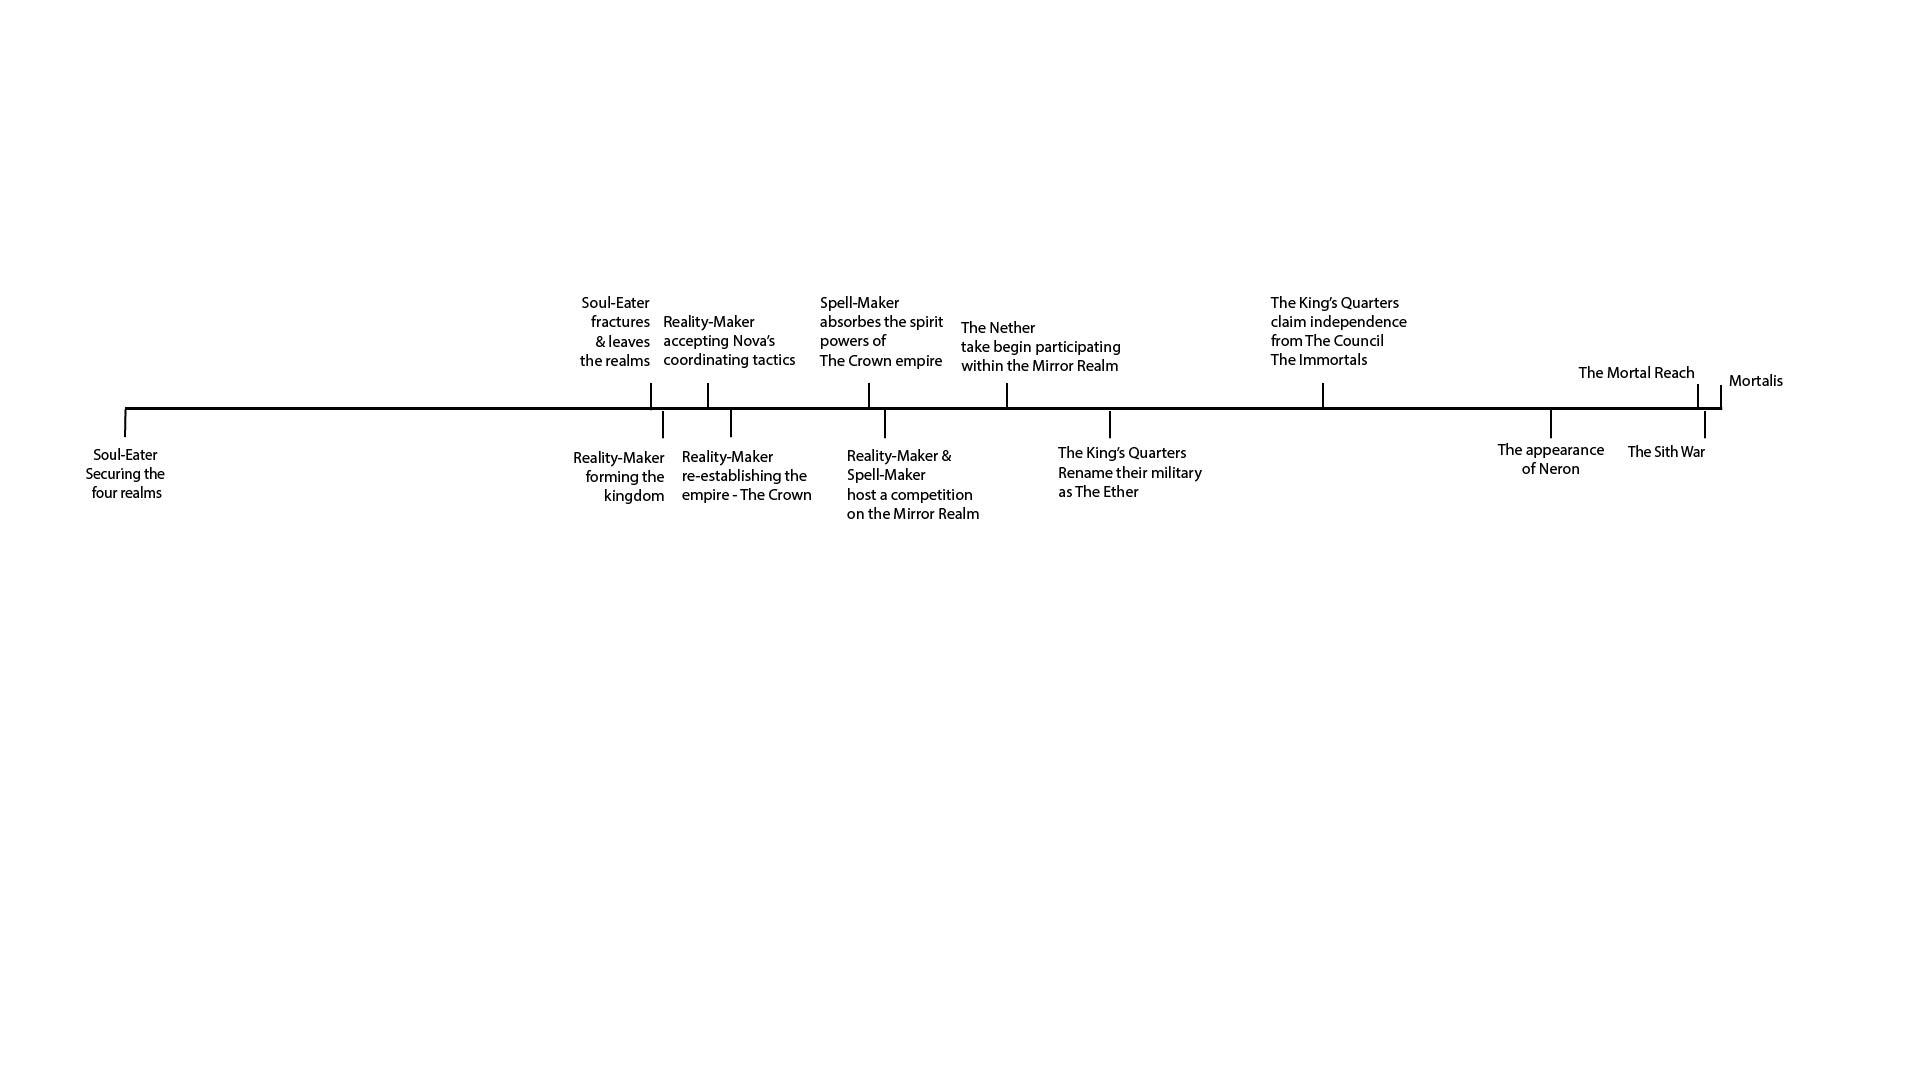 Soul-Eater
fractures
& leaves
the realms
Reality-Maker
accepting Nova's
coordinating tactics
Spell-Maker
absorbes the spirit
powers of
The Crown empire
The Nether
take begin participating
within the Mirror Realm
The King's Quarters
claim independence
from The Council
The Immortals
The Mortal Reach
Mortalis
Soul-Eater
Securing the
four realms
Reality-Maker
forming the
kingdom
Reality-Maker
re-establishing the
empire - The Crown
Reality-Maker &
Spell-Maker
host a competition
on the Mirror Realm
The King's Quarters
Rename their military
as The Ether
The appearance
of Neron
The Sith War